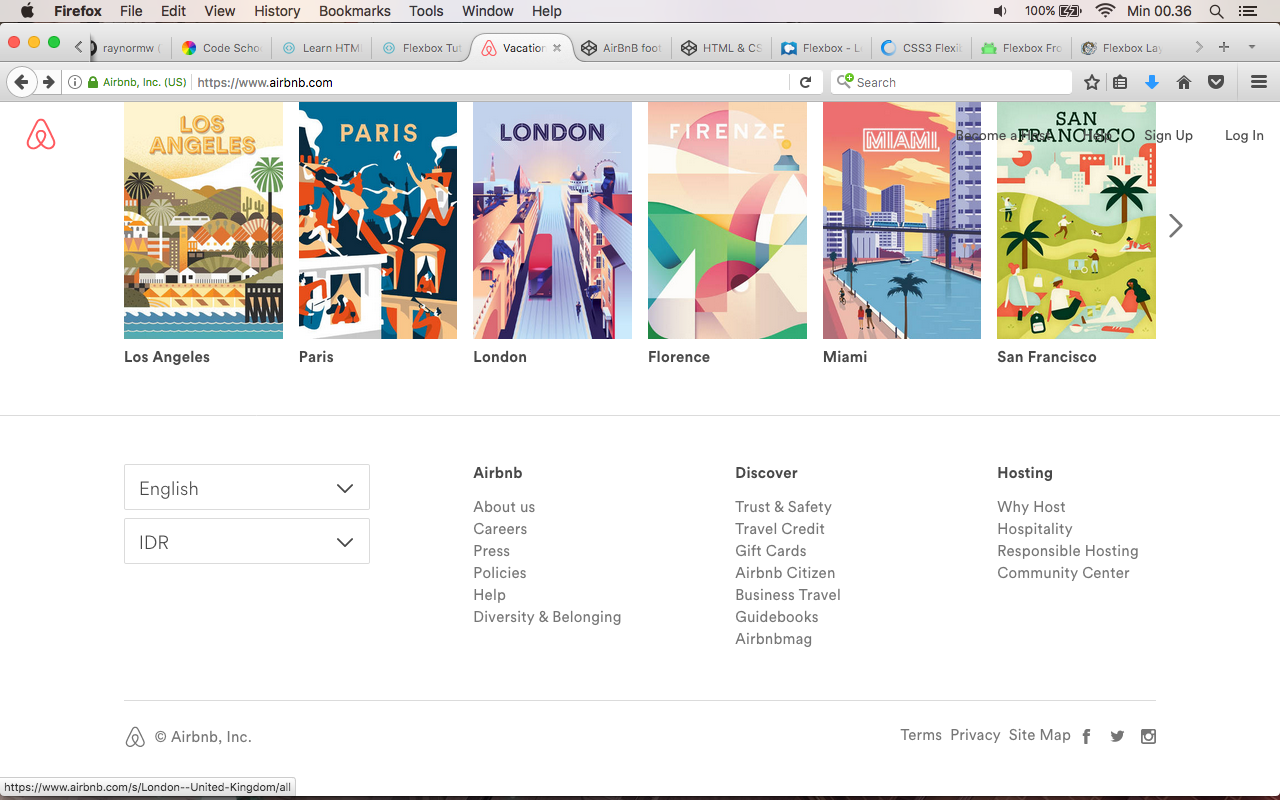 Firefox File Edit View History Bookmarks Tools Window Help 100% Min 00.36
raynormw ( Code Schoo Learn HTML Flexbox Tut Vacation AirBnB foot HTML & CS Flexbox - L CSS3 Flexib Flexbox Fro Flexbox Lay
Airbnb, Inc. (US) https://www.airbnb.com Search
Become a Host Help Sign Up Log In
LOS ANGELES
PARIS
LONDON
FIRENZE
MIAMI
SAN FRANCISCO
Los Angeles Paris London Florence Miami San Francisco
English
IDR
Airbnb
About us
Careers
Press
Policies
Help
Diversity & Belonging
Discover
Trust & Safety
Travel Credit
Gift Cards
Airbnb Citizen
Business Travel
Guidebooks
Airbnbmag
Hosting
Why Host
Hospitality
Responsible Hosting
Community Center
© Airbnb, Inc.
Terms Privacy Site Map
https://www.airbnb.com/s/London--United-Kingdom/all